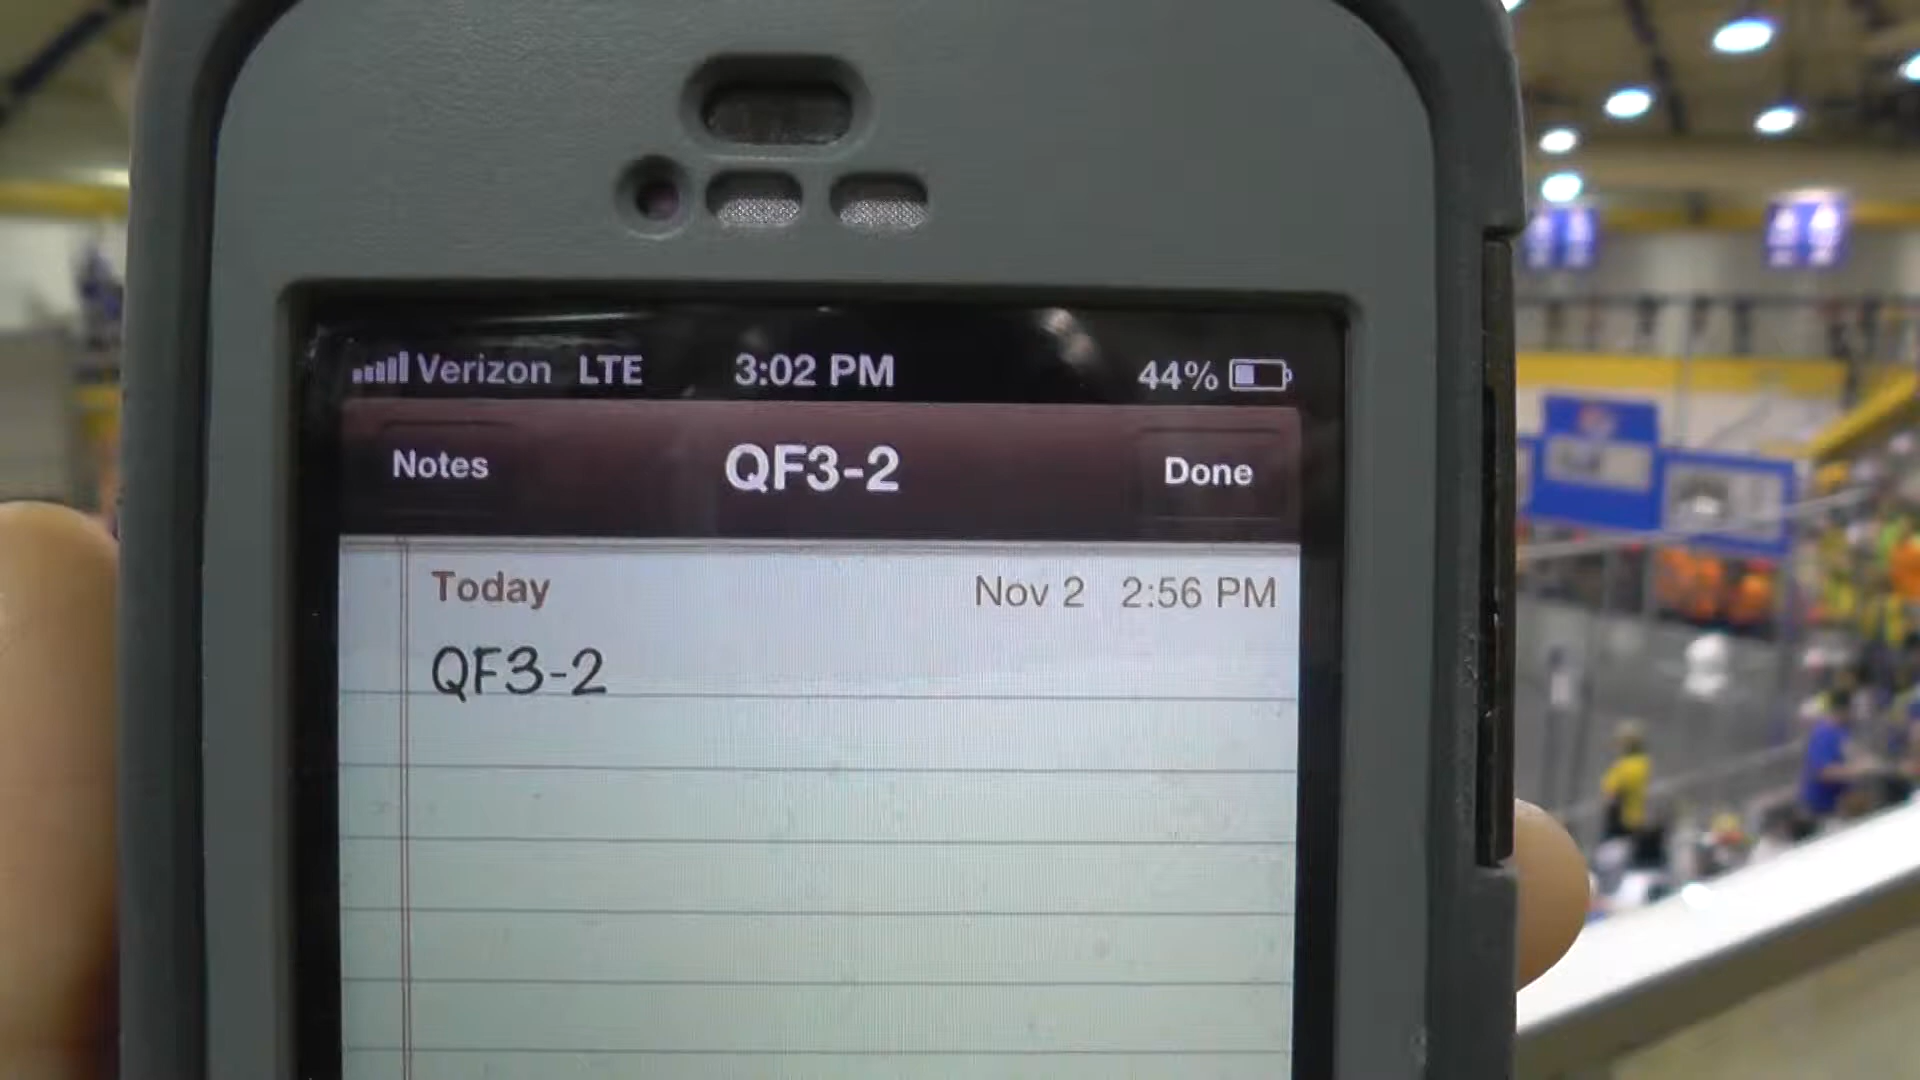 Verizon LTE 3:02 PM 44%
Notes QF3-2 Done
Today Nov 2 2:56 PM
QF3-2